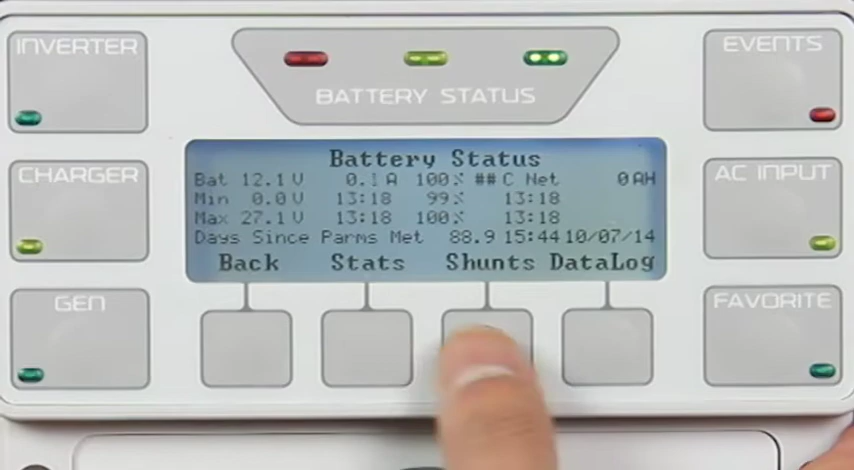 INVERTER
EVENTS
BATTERY STATUS
CHARGER
AC INPUT
Battery Status
Bat 12.1 V 0.1 A 100 % ## C Net 0 AH
Min 0.0 V 13:18 99 % 13:18
Max 27.1 V 13:18 100 % 13:18
Days Since Parms Met 88.9 15:44 10/07/14
Back Stats Shunts DataLog
GEN
FAVORITE